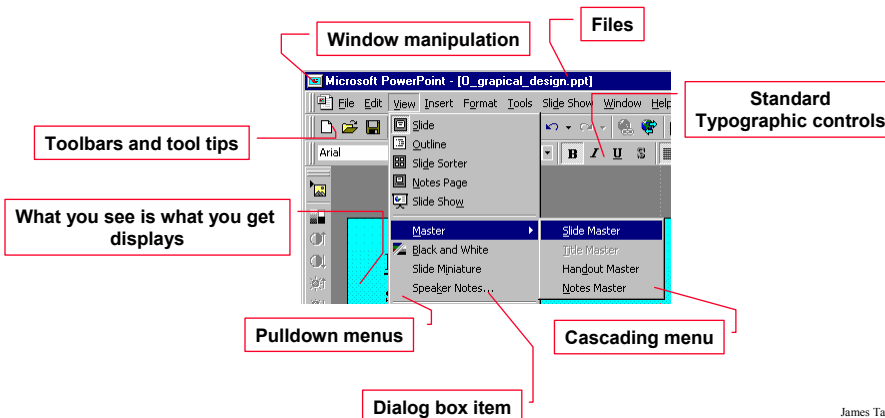 Files
Window manipulation
Microsoft PowerPoint - [0_grapical_design.ppt]
File Edit View Insert Format Tools Slide Show Window Help
Standard
Typographic controls
Toolbars and tool tips
Arial
B I U S
Slide
Outline
Slide Sorter
Notes Page
Slide Show
What you see is what you get
displays
Master
Black and White
Slide Miniature
Speaker Notes...
Slide Master
Title Master
Handout Master
Notes Master
Pulldown menus
Cascading menu
Dialog box item
James Ta